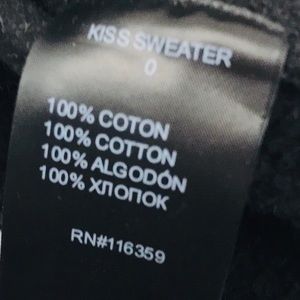 KISS SWEATER
0
100% COTON
100% COTTON
100% ALGODÓN
100% ХЛОПОК
RN#116359